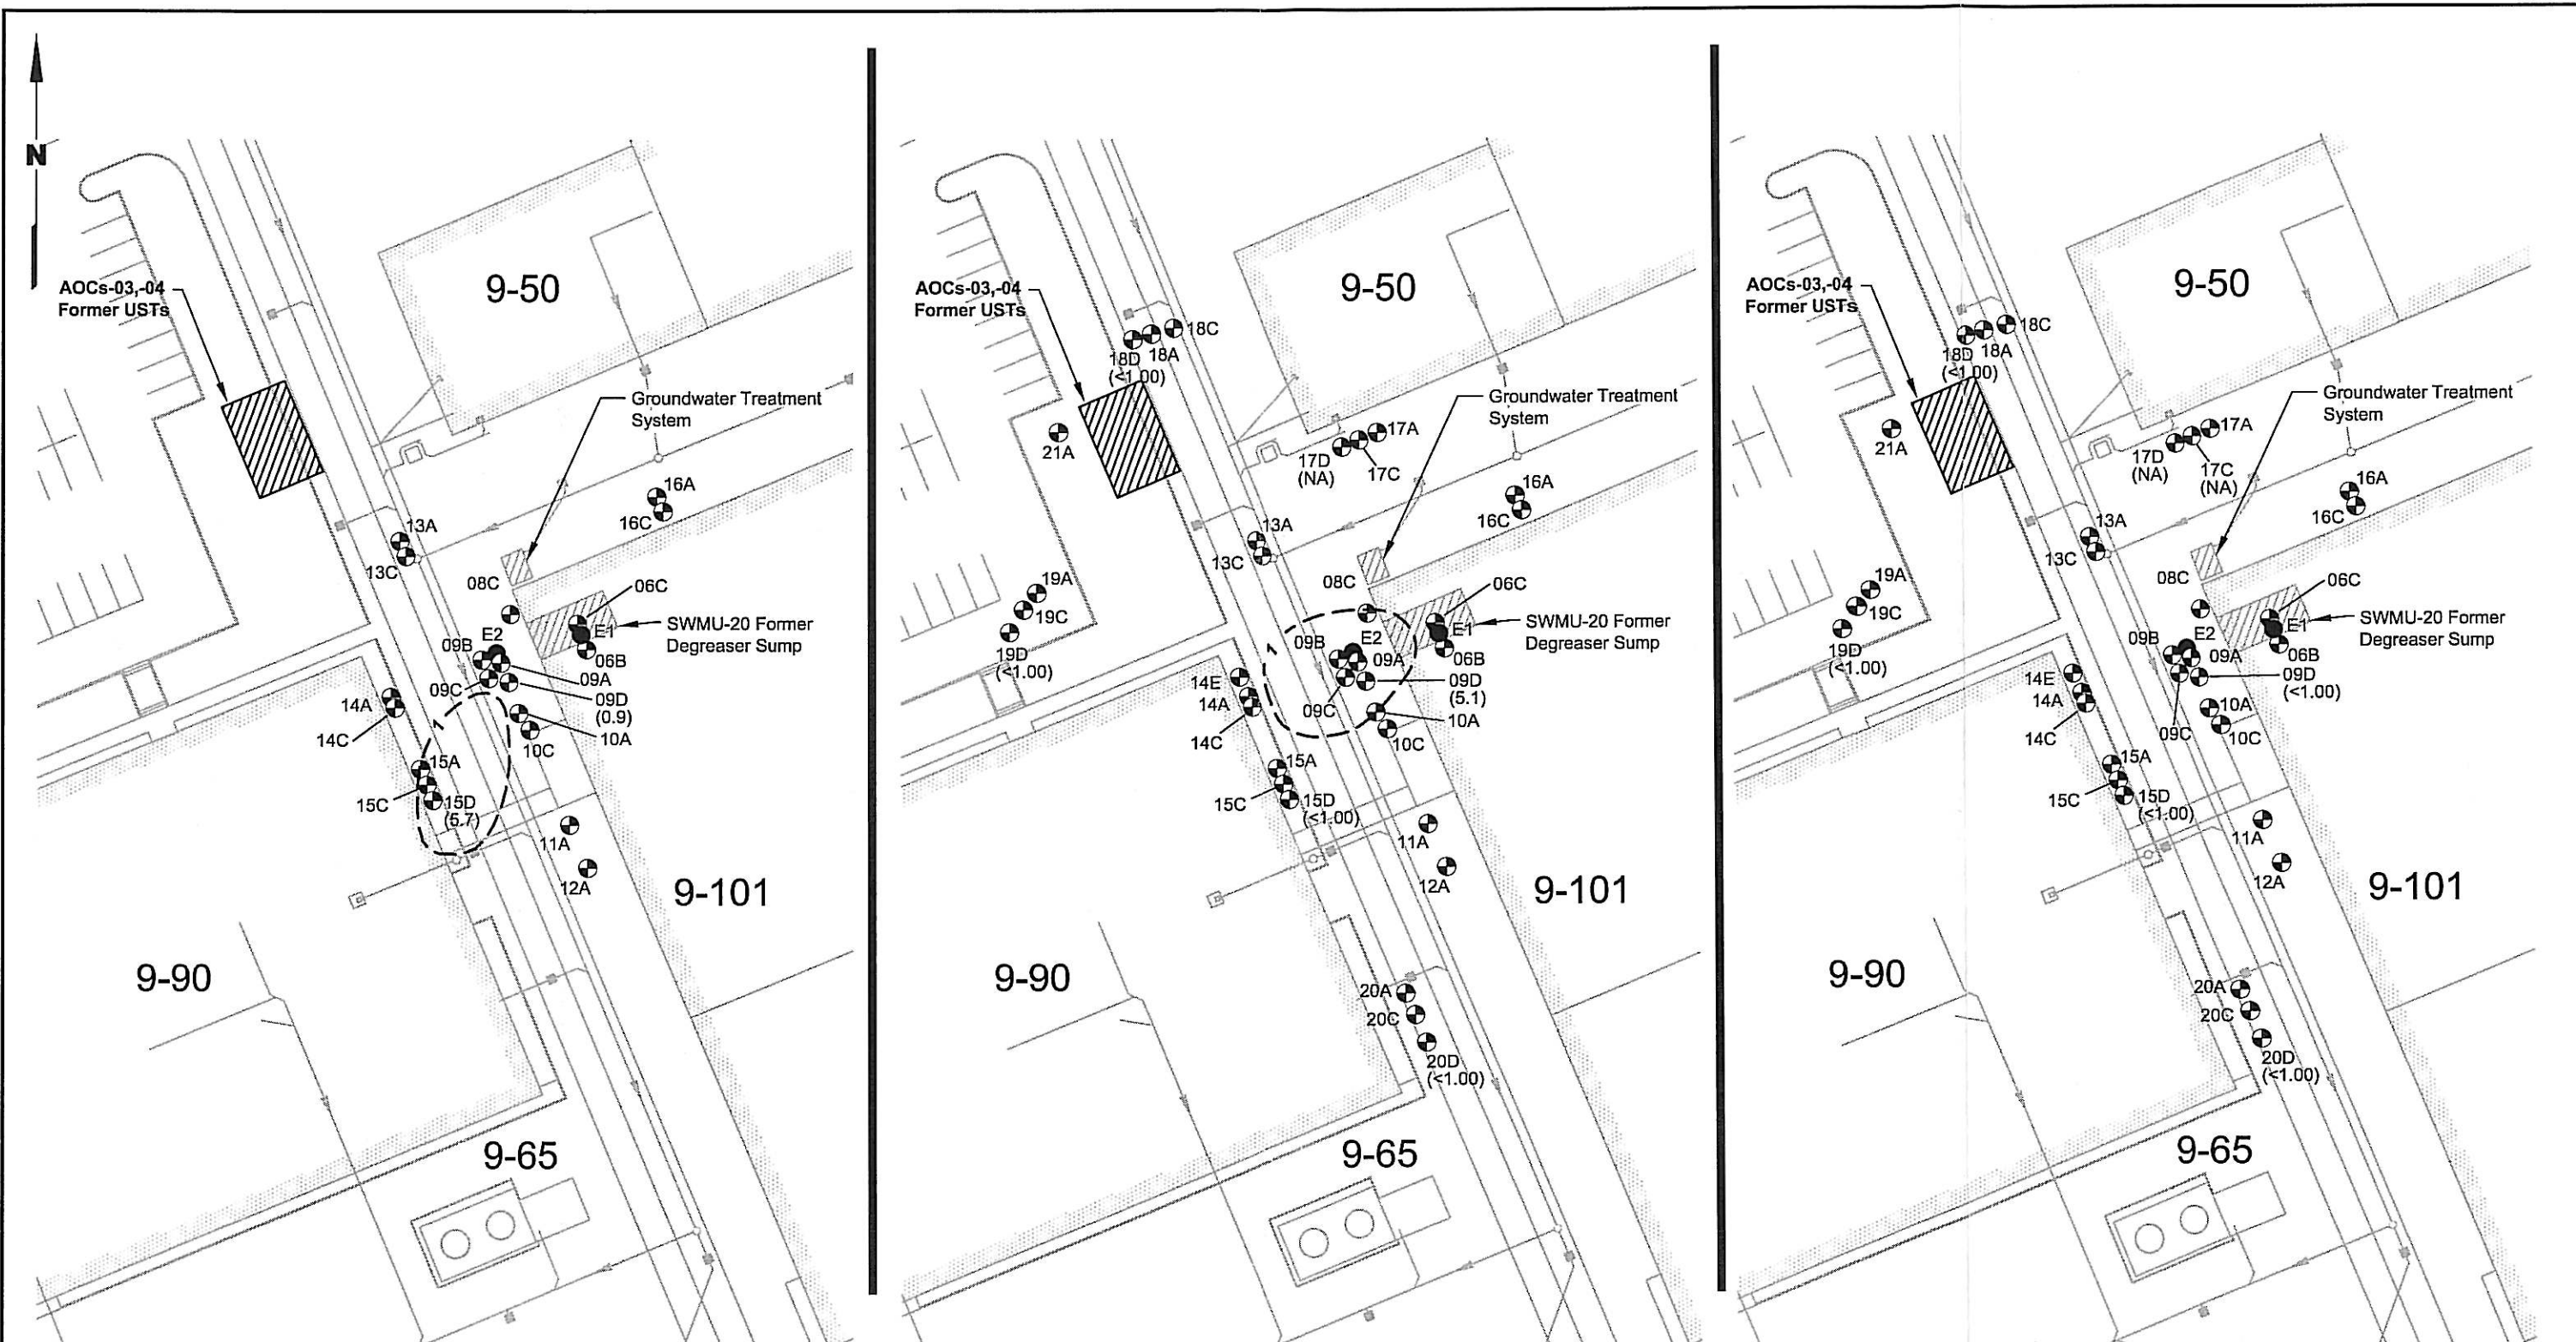 N
AOCs-03,-04
Former USTs
9-50
Groundwater Treatment
System
16A
16C
13A
13C
08C
06C
E1
SWMU-20 Former
Degreaser Sump
06B
09B
E2
09A
09C
09D
(0.9)
14A
14C
10A
10C
1
15A
15C
15D
(5.7)
11A
12A
9-101
9-90
9-65
AOCs-03,-04
Former USTs
9-50
18C
18D
18A
(<1.00)
Groundwater Treatment
System
21A
17A
17D
(NA)
17C
16A
16C
13A
13C
08C
06C
19A
19C
19D
(<1.00)
E1
SWMU-20 Former
Degreaser Sump
06B
1
09B
E2
09A
09C
09D
(5.1)
14E
14A
14C
10A
10C
15A
15C
15D
(<1.00)
11A
12A
9-101
9-90
20A
20C
20D
(<1.00)
9-65
AOCs-03,-04
Former USTs
9-50
18C
18D
18A
(<1.00)
Groundwater Treatment
System
21A
17A
17D
(NA)
17C
(NA)
16A
16C
13A
13C
08C
06C
19A
19C
19D
(<1.00)
E1
SWMU-20 Former
Degreaser Sump
06B
09B
E2
09A
09C
09D
(<1.00)
14E
14A
14C
10A
10C
15A
15C
15D
(<1.00)
11A
12A
9-101
9-90
20A
20C
20D
(<1.00)
9-65